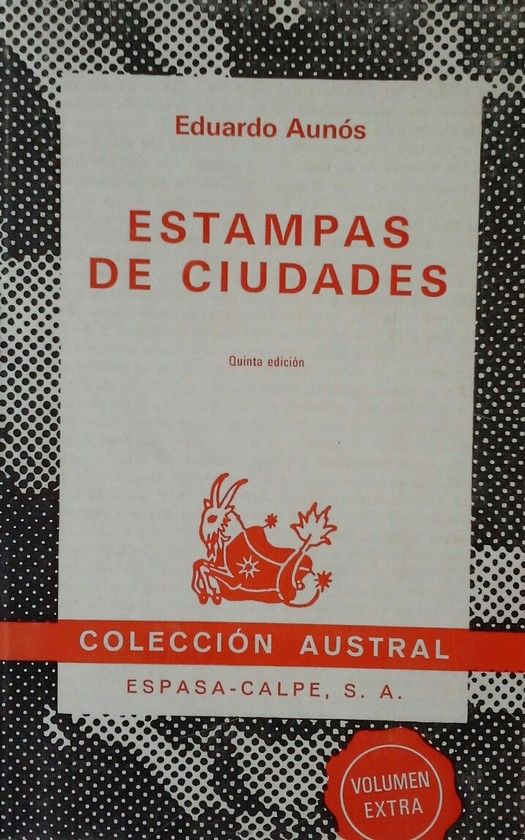 Eduardo Aunós
ESTAMPAS
DE CIUDADES
Quinta edición
COLECCIÓN AUSTRAL
ESPASA-CALPE, S. A.
VOLUMEN
EXTRA